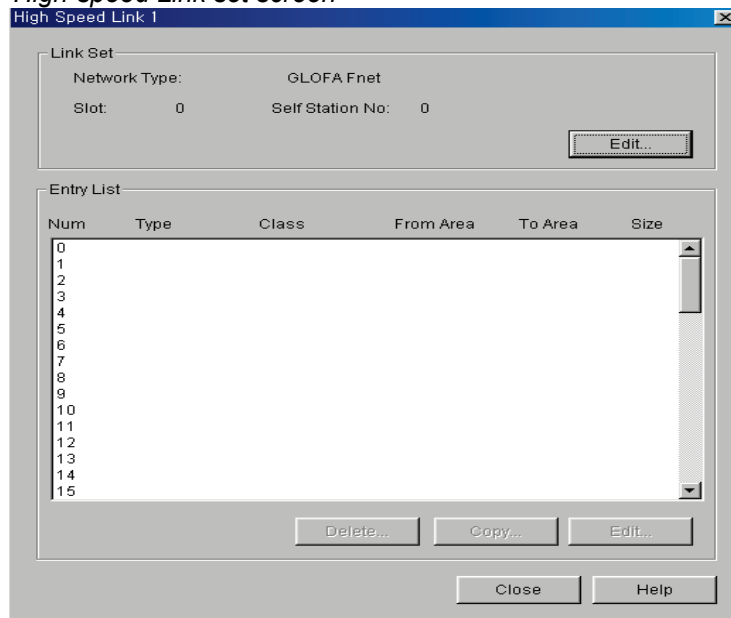 High Speed Link set screen
High Speed Link 1
Link Set
Network Type: GLOFA Fnet
Slot: 0 Self Station No: 0
Edit...
Entry List
Num Type Class From Area To Area Size
0
1
2
3
4
5
6
7
8
9
10
11
12
13
14
15
Delete... Copy... Edit...
Close Help